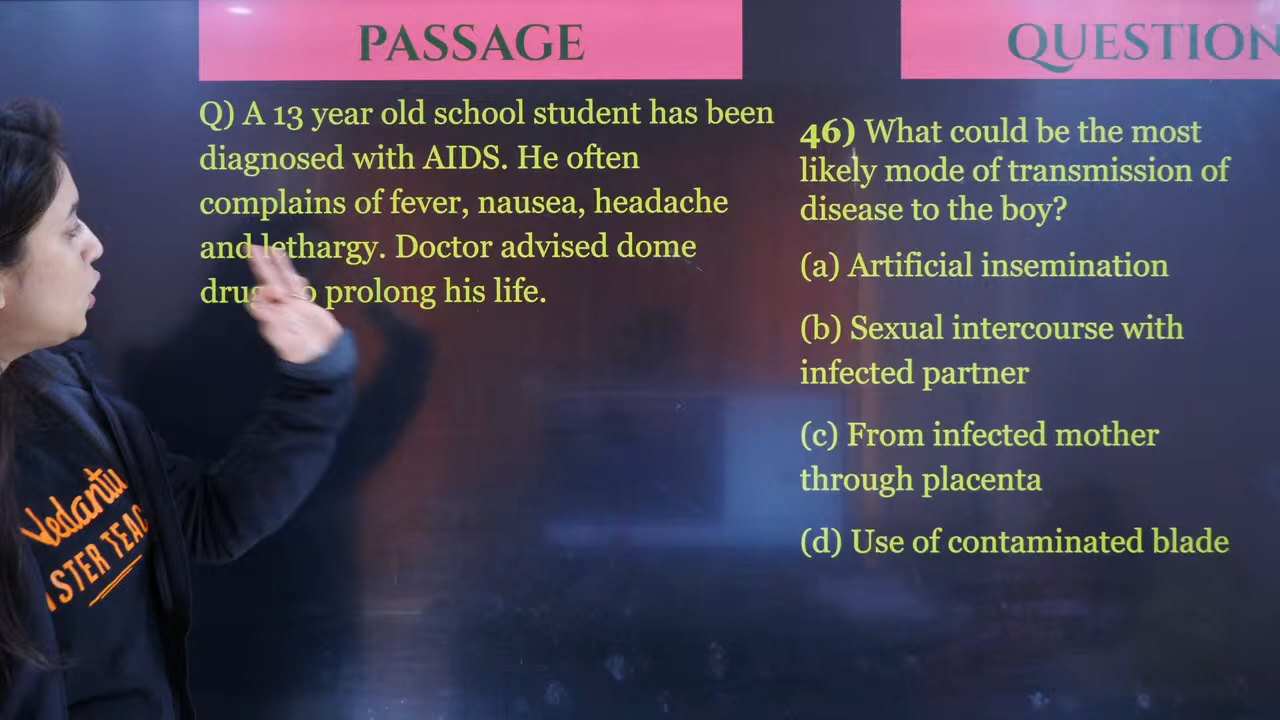 PASSAGE
Q) A 13 year old school student has been
diagnosed with AIDS. He often
complains of fever, nausea, headache
and lethargy. Doctor advised dome
prolong his life.
QUESTION
46) What could be the most
likely mode of transmission of
disease to the boy?
(a) Artificial insemination
(b) Sexual intercourse with
infected partner
(c) From infected mother
through placenta
(d) Use of contaminated blade
Vedantu